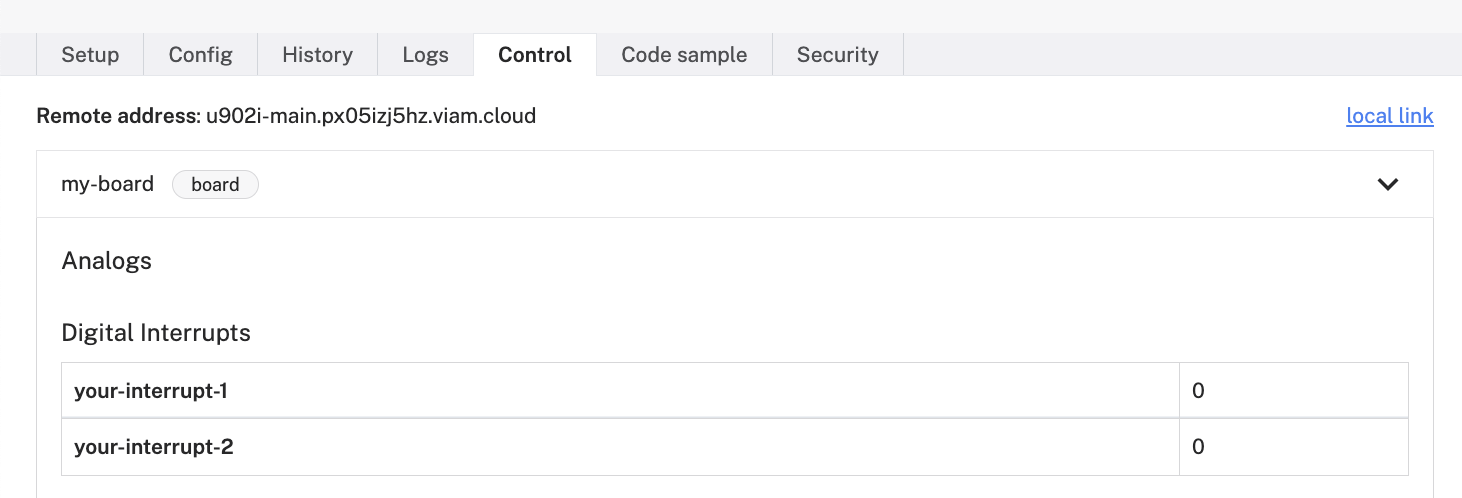 Setup Config History Logs Control Code sample Security
Remote address: u902i-main.px05izj5hz.viam.cloud local link
my-board board
Analogs
Digital Interrupts
your-interrupt-1 0
your-interrupt-2 0